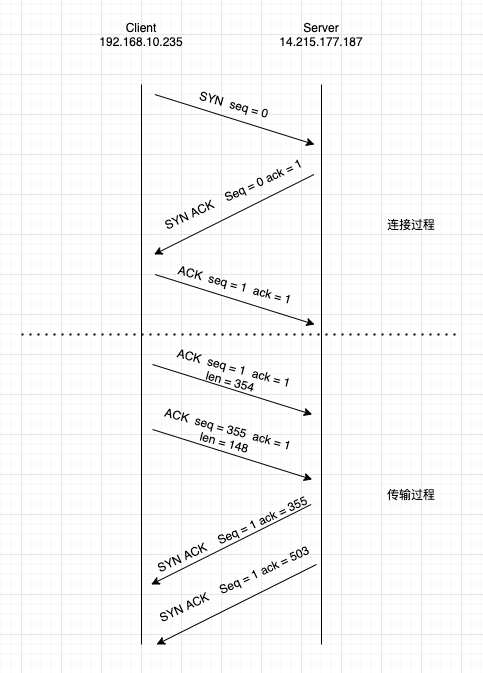 Client
192.168.10.235
Server
14.215.177.187
SYN seq = 0
SYN ACK Seq = 0 ack = 1
连接过程
ACK seq = 1 ack = 1
ACK seq = 1 ack = 1
len = 354
ACK seq = 355 ack = 1
len = 148
传输过程
SYN ACK Seq = 1 ack = 355
SYN ACK Seq = 1 ack = 503